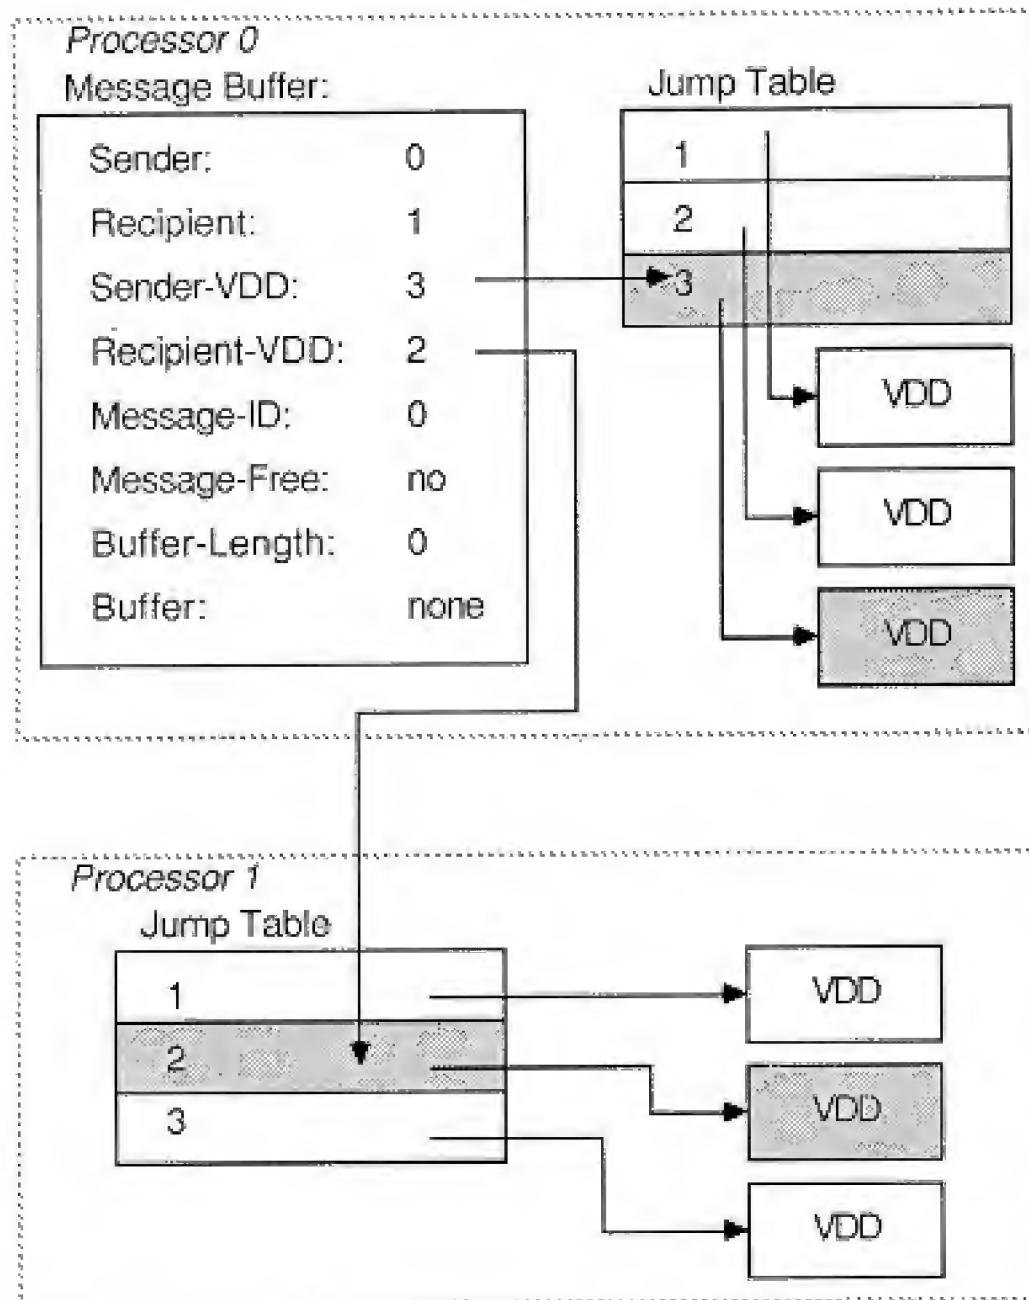 Processor 0
Message Buffer:
Sender: 0
Recipient: 1
Sender-VDD: 3
Recipient-VDD: 2
Message-ID: 0
Message-Free: no
Buffer-Length: 0
Buffer: none
Jump Table
1
2
3
VDD
VDD
VDD
Processor 1
Jump Table
1
2
3
VDD
VDD
VDD